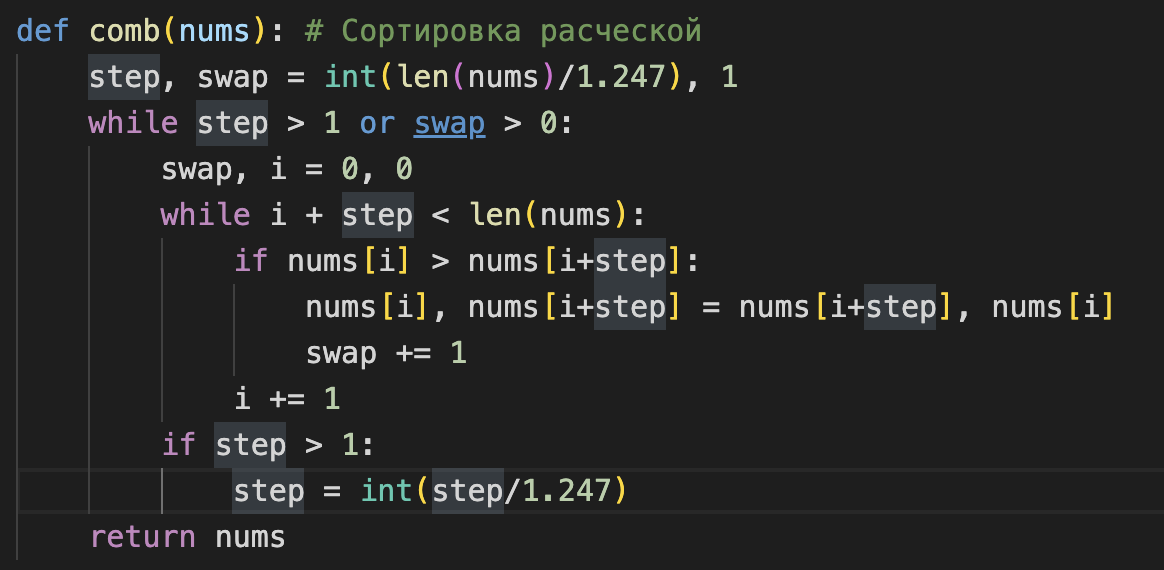 def comb(nums): # Сортировка расческой
    step, swap = int(len(nums)/1.247), 1
    while step > 1 or swap > 0:
        swap, i = 0, 0
        while i + step < len(nums):
            if nums[i] > nums[i+step]:
                nums[i], nums[i+step] = nums[i+step], nums[i]
                swap += 1
            i += 1
        if step > 1:
            step = int(step/1.247)
    return nums